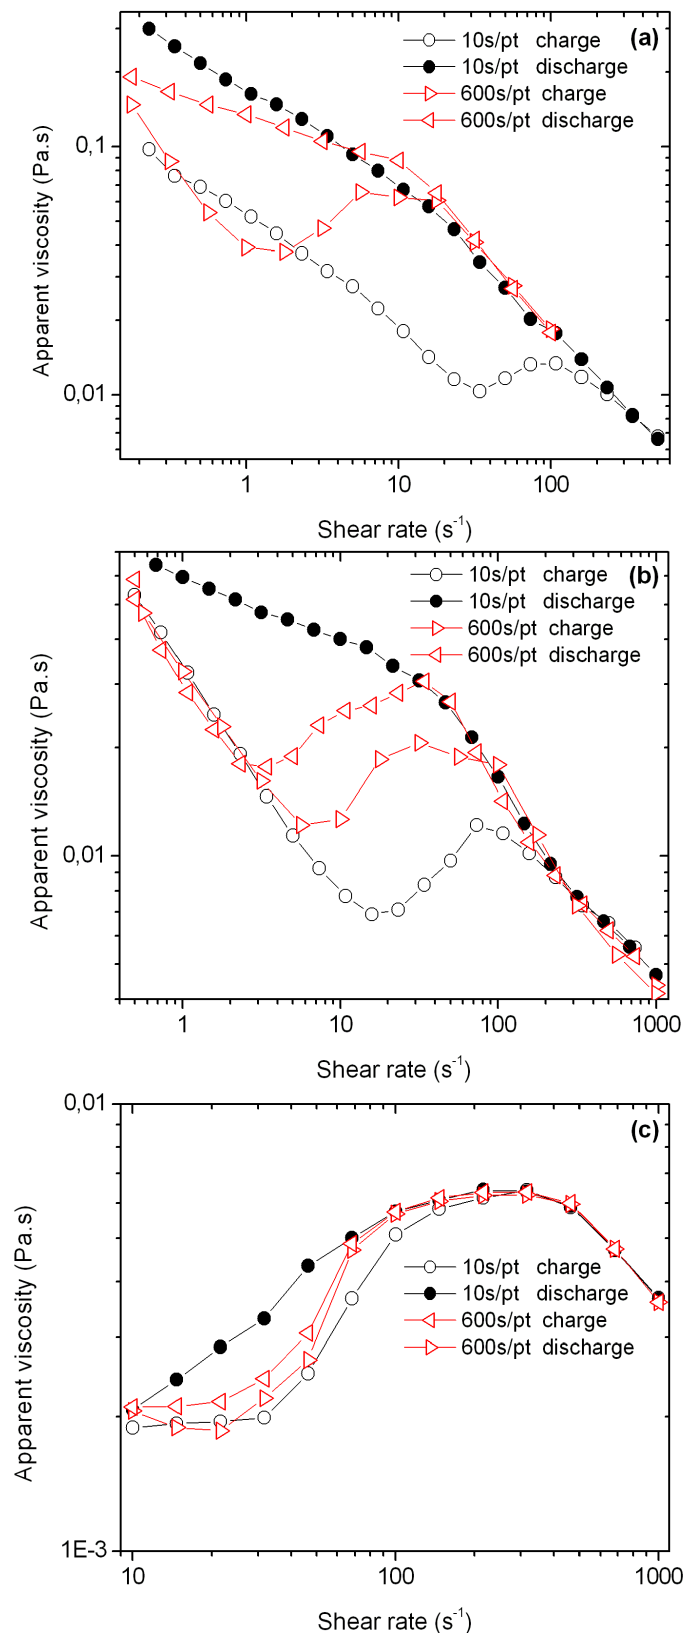 (a)
10s/pt charge
10s/pt discharge
600s/pt charge
600s/pt discharge
0,1
0,01
Apparent viscosity (Pa.s)
1 10 100
Shear rate (s⁻¹)
(b)
10s/pt charge
10s/pt discharge
600s/pt charge
600s/pt discharge
0,01
Apparent viscosity (Pa.s)
1 10 100 1000
Shear rate (s⁻¹)
0,01
(c)
10s/pt charge
10s/pt discharge
600s/pt charge
600s/pt discharge
Apparent viscosity (Pa.s)
1E-3
10 100 1000
Shear rate (s⁻¹)